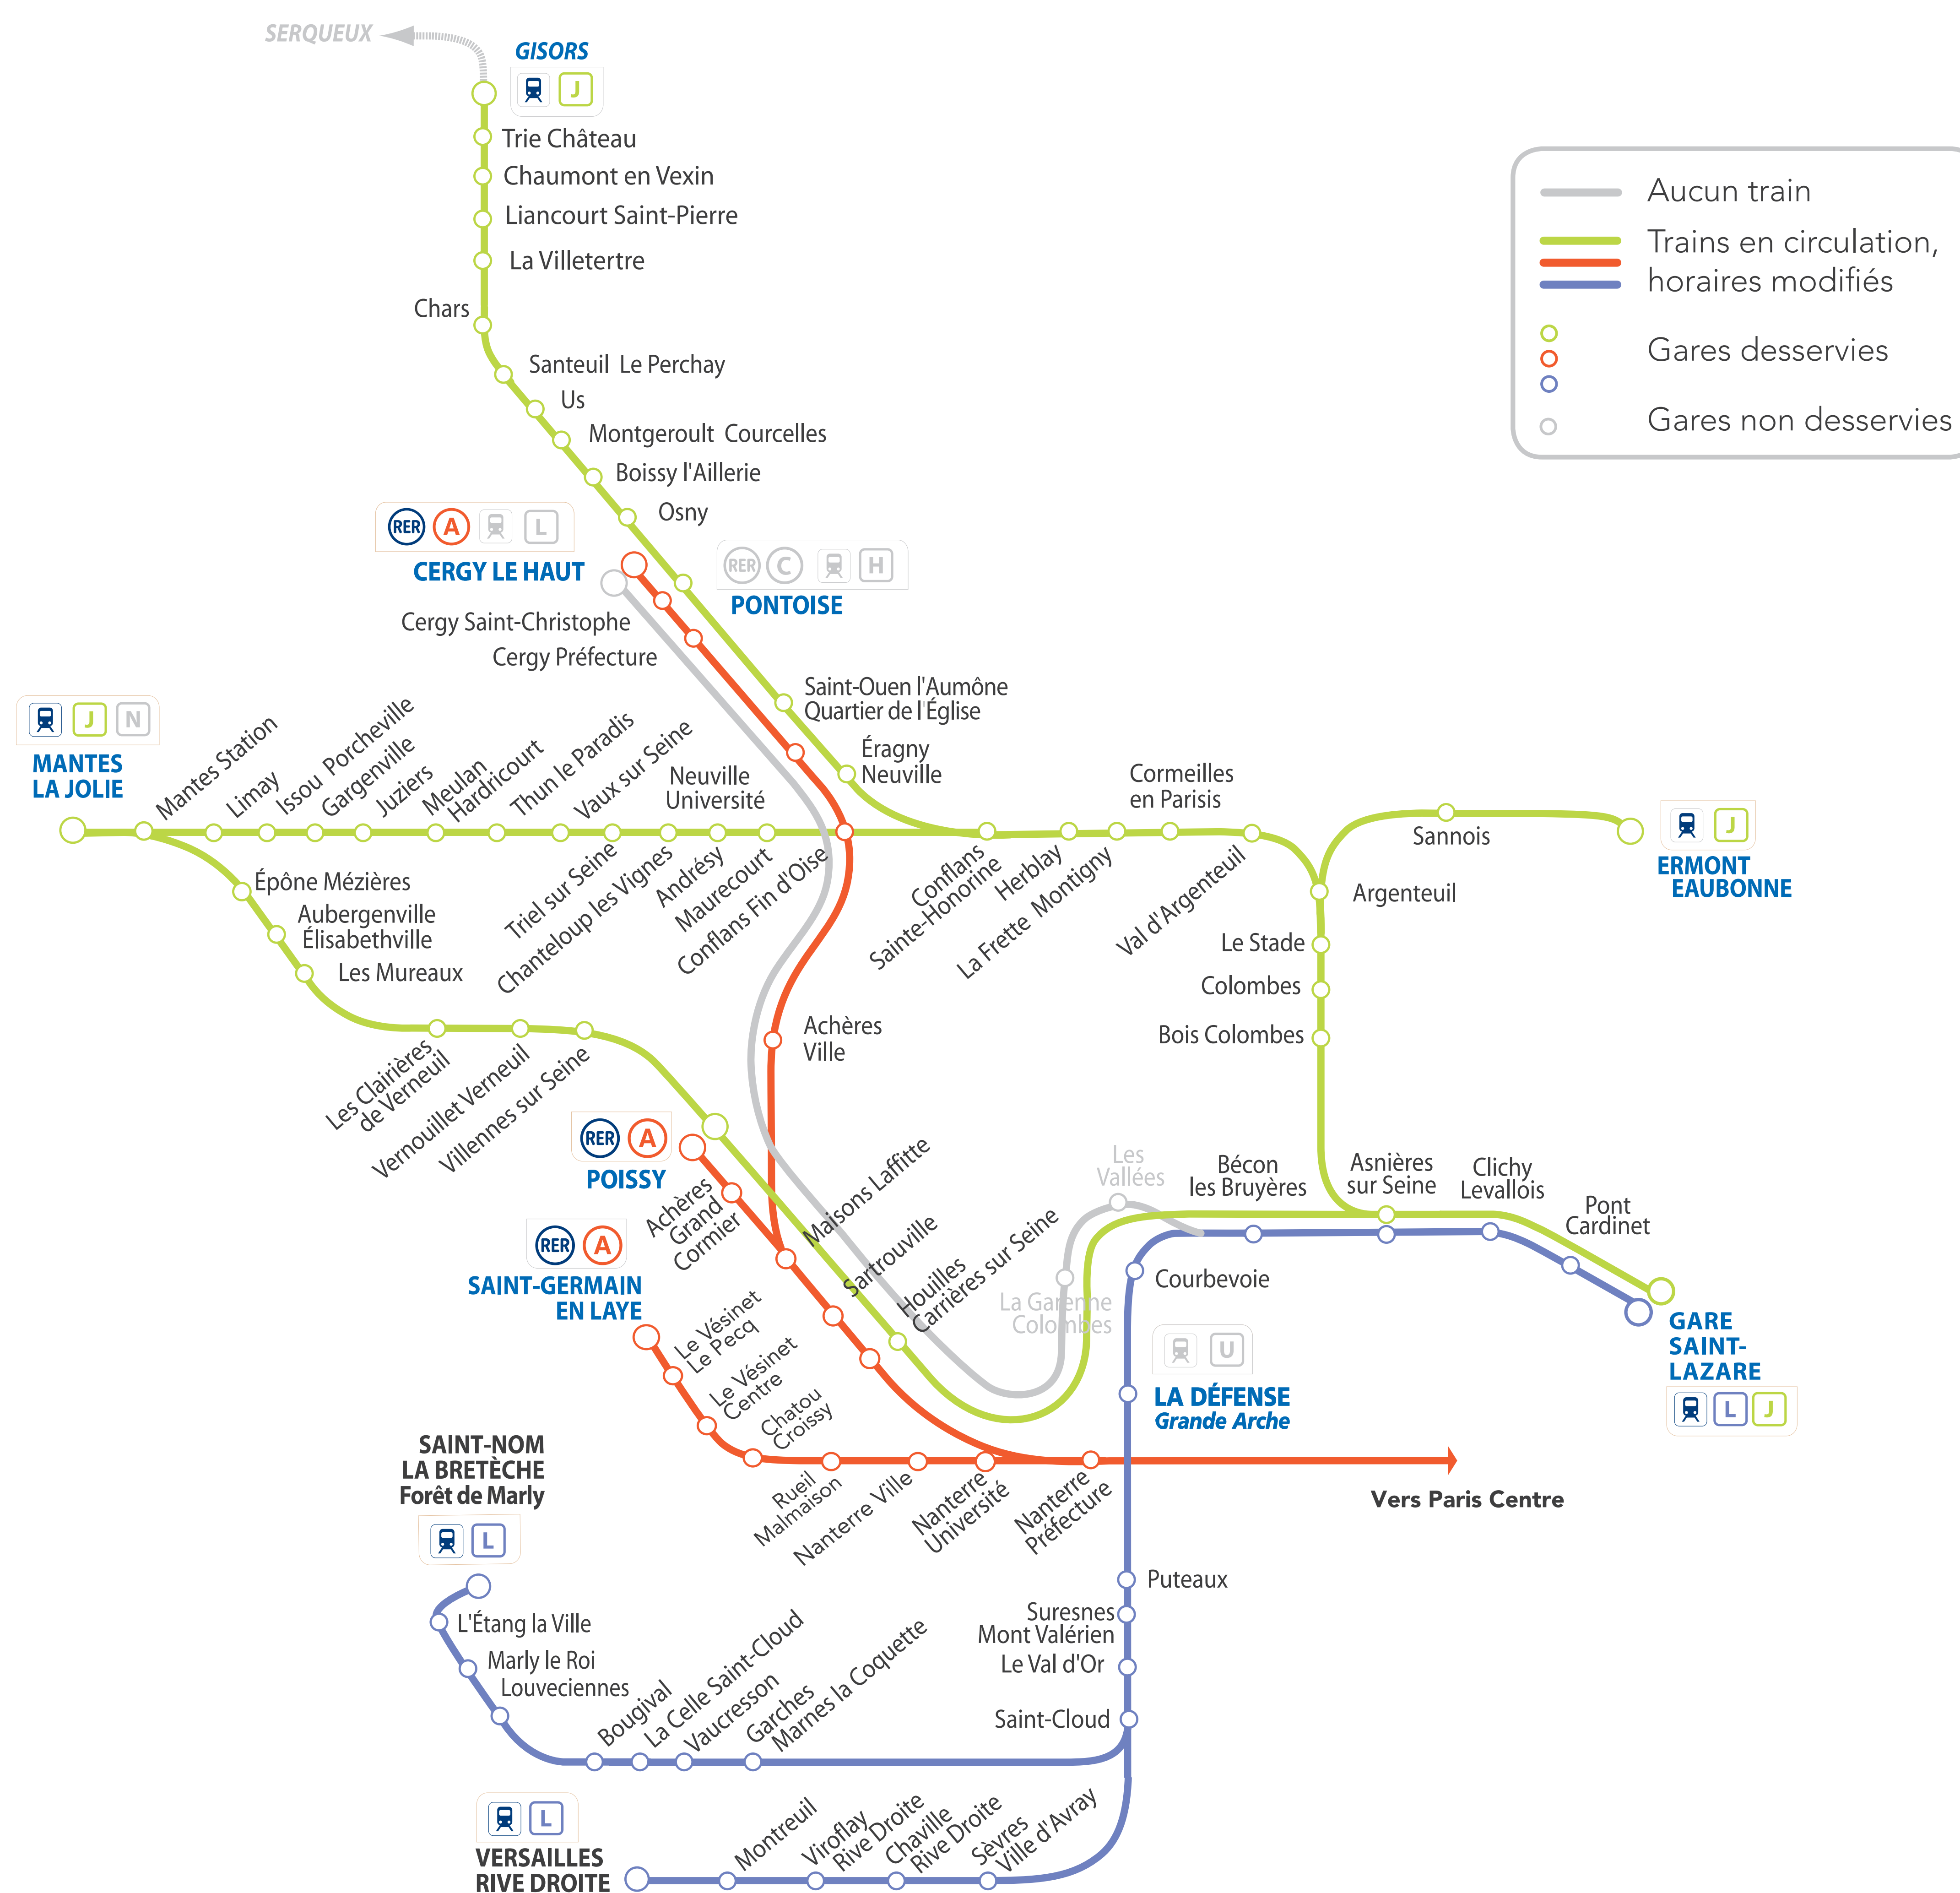 SERQUEUX
GISORS
J
Trie Château
Chaumont en Vexin
Liancourt Saint-Pierre
La Villetertre
Chars
Santeuil Le Perchay
Us
Montgeroult Courcelles
Boissy l'Aillerie
Osny
Aucun train
Trains en circulation,
horaires modifiés
Gares desservies
Gares non desservies
RER A L
CERGY LE HAUT
RER C H
PONTOISE
Cergy Saint-Christophe
Cergy Préfecture
Saint-Ouen l'Aumône
Quartier de l'Église
Éragny
Neuville
J N
MANTES
LA JOLIE
Mantes Station
Limay
Issou Porcheville
Gargenville
Juziers
Meulan
Hardricourt
Thun le Paradis
Vaux sur Seine
Neuville
Université
Triel sur Seine
Chanteloup les Vignes
Andrésy
Maurecourt
Conflans Fin d'Oise
Conflans
Sainte-Honorine
Herblay
La Frette Montigny
Cormeilles
en Parisis
Val d'Argenteuil
Sannois
J
ERMONT
EAUBONNE
Argenteuil
Le Stade
Colombes
Bois Colombes
Épône Mézières
Aubergenville
Élisabethville
Les Mureaux
Les Clairières
de Verneuil
Vernouillet Verneuil
Villennes sur Seine
Achères
Ville
RER A
POISSY
Achères
Grand
Cormier
Maisons Laffitte
Sartrouville
Houilles
Carrières sur Seine
Les
Vallées
La Garenne
Colombes
Bécon
les Bruyères
Asnières
sur Seine
Clichy
Levallois
Pont
Cardinet
GARE
SAINT-
LAZARE
L J
Courbevoie
U
LA DÉFENSE
Grande Arche
RER A
SAINT-GERMAIN
EN LAYE
Le Vésinet
Le Pecq
Le Vésinet
Centre
Chatou
Croissy
Rueil
Malmaison
Nanterre Ville
Nanterre
Université
Nanterre
Préfecture
Vers Paris Centre
SAINT-NOM
LA BRETÈCHE
Forêt de Marly
L
L'Étang la Ville
Marly le Roi
Louveciennes
Bougival
La Celle Saint-Cloud
Vaucresson
Garches
Marnes la Coquette
Puteaux
Suresnes
Mont Valérien
Le Val d'Or
Saint-Cloud
L
VERSAILLES
RIVE DROITE
Montreuil
Viroflay
Rive Droite
Chaville
Rive Droite
Sèvres
Ville d'Avray